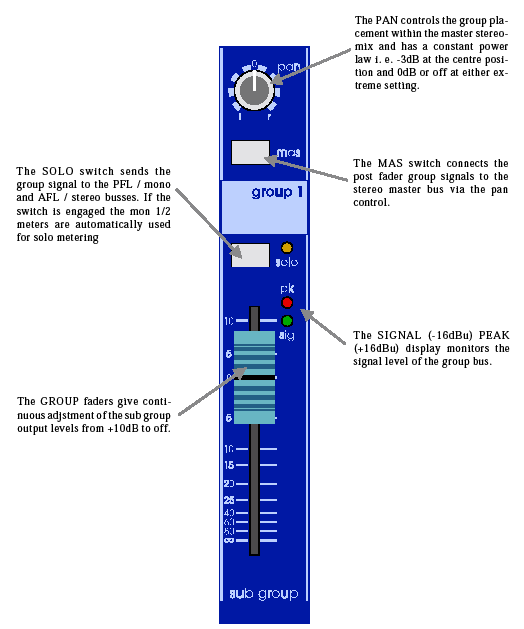 The PAN controls the group pla-
cement within the master stereo-
mix and has a constant power
law i. e. -3dB at the centre posi-
tion and 0dB or off at either ex-
treme setting.
0
pan
l r
mas
The MAS switch connects the
post fader group signals to the
stereo master bus via the pan
control.
The SOLO switch sends the
group signal to the PFL / mono
and AFL / stereo busses. If the
switch is engaged the mon 1/2
meters are automatically used
for solo metering
group 1
solo
pk
sig
The SIGNAL (-16dBu) PEAK
(+16dBu) display monitors the
signal level of the group bus.
10
5
0
5
10
15
20
25
40
60
80
∞
The GROUP faders give conti-
nuous adjstment of the sub group
output levels from +10dB to off.
sub group